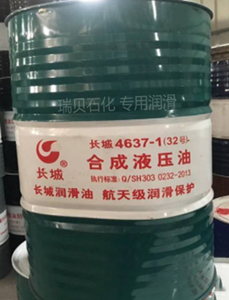 瑞贝石化 专用润滑
长城4637-1(32号)
长城
合成液压油
执行标准:Q/SH303 0232-2013
长城润滑油 航天级润滑保护